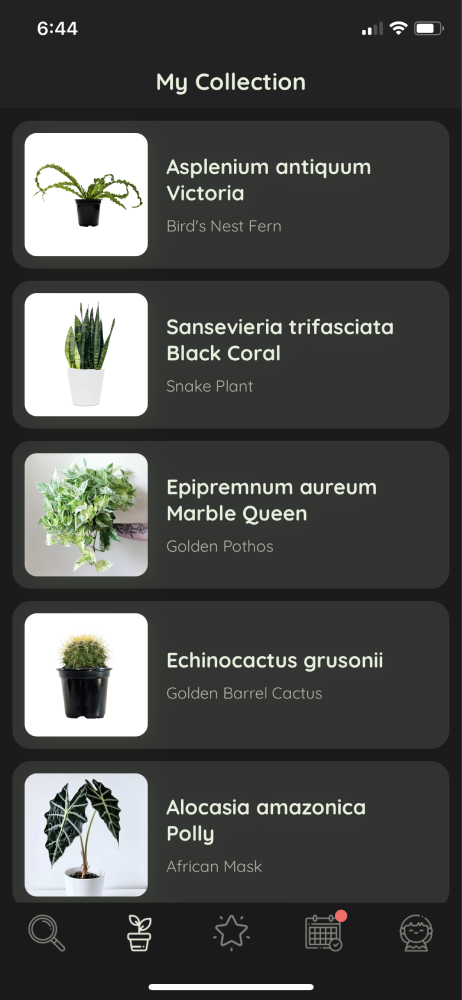 6:44
My Collection
Asplenium antiquum
Victoria
Bird's Nest Fern
Sansevieria trifasciata
Black Coral
Snake Plant
Epipremnum aureum
Marble Queen
Golden Pothos
Echinocactus grusonii
Golden Barrel Cactus
Alocasia amazonica
Polly
African Mask